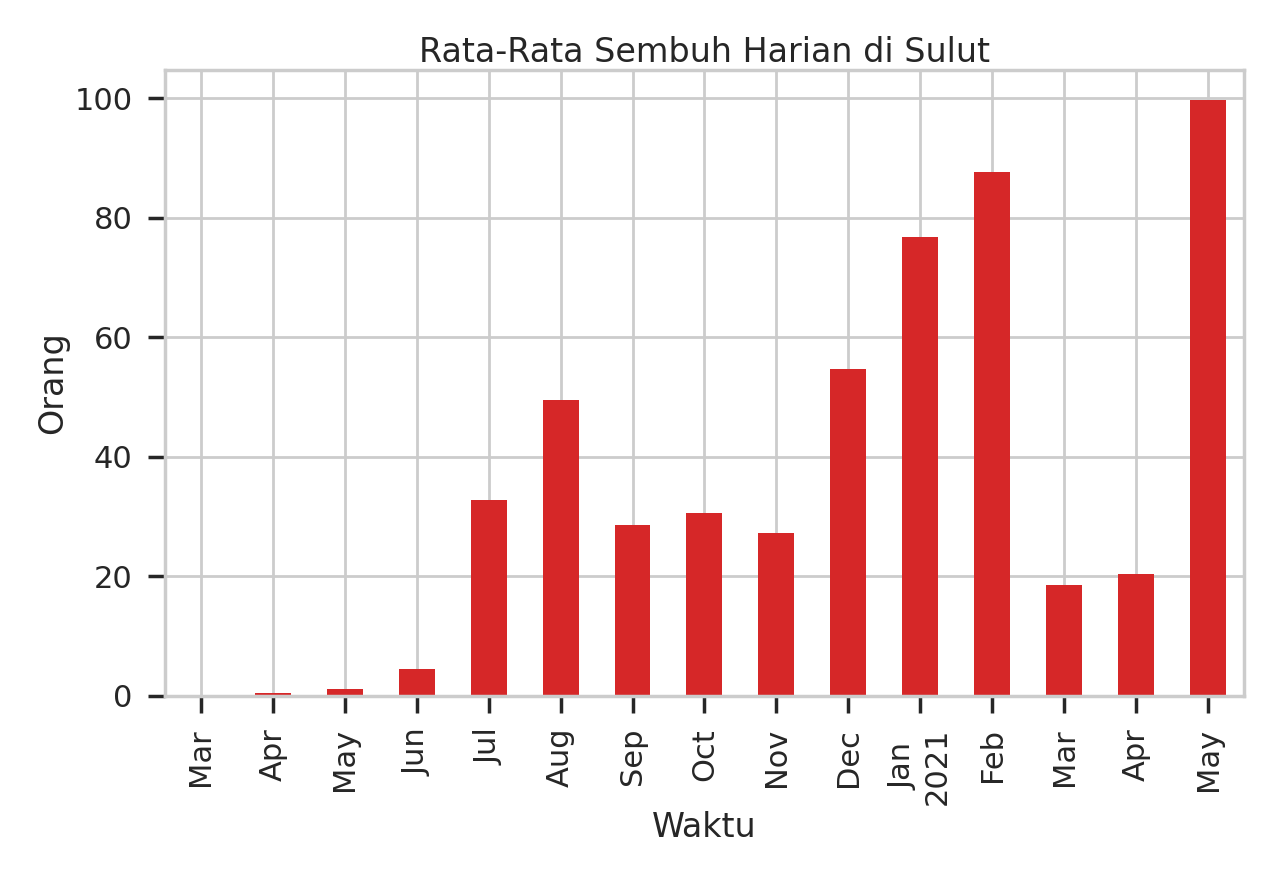 Rata-Rata Sembuh Harian di Sulut
100
80
60
40
20
0
Orang
Mar
Apr
May
Jun
Jul
Aug
Sep
Oct
Nov
Dec
Jan
2021
Feb
Mar
Apr
May
Waktu